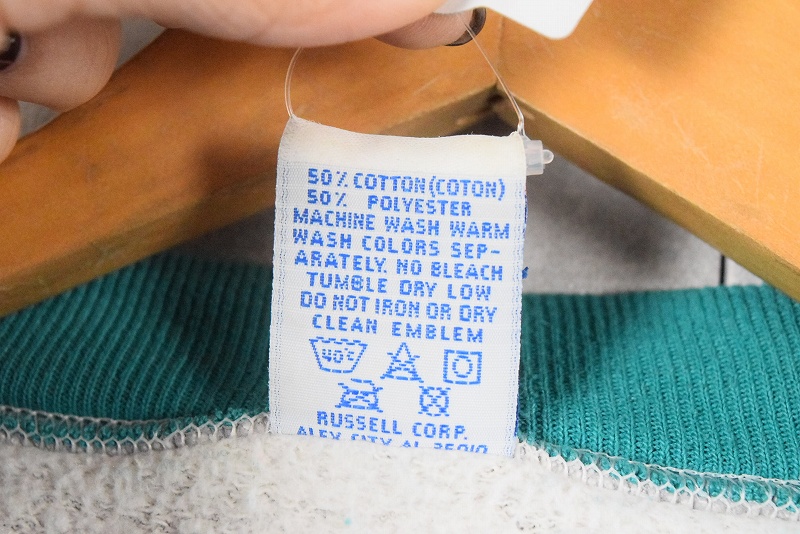 50% COTTON (COTON)
50% POLYESTER
MACHINE WASH WARM
WASH COLORS SEP-
ARATELY. NO BLEACH
TUMBLE DRY LOW
DO NOT IRON OR DRY
CLEAN EMBLEM
40°C
RUSSELL CORP.
ALEX CITY AL 35010